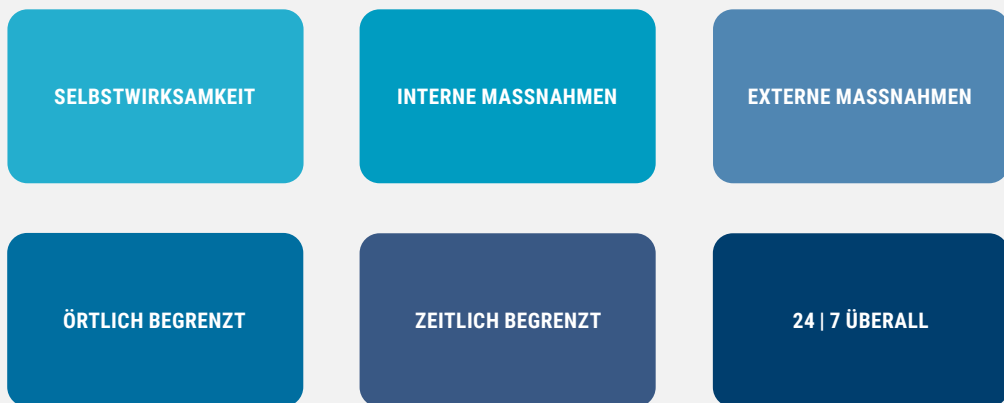 SELBSTWIRKSAMKEIT
INTERNE MASSNAHMEN
EXTERNE MASSNAHMEN
ÖRTLICH BEGRENZT
ZEITLICH BEGRENZT
24 | 7 ÜBERALL